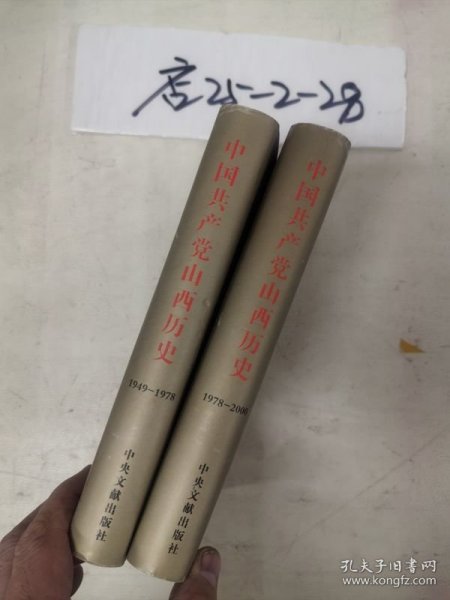 店25-2-28
中国共产党山西历史
1949-1978
中央文献出版社
中国共产党山西历史
1978-2000
中央文献出版社
孔夫子旧书网
www.kongfz.com